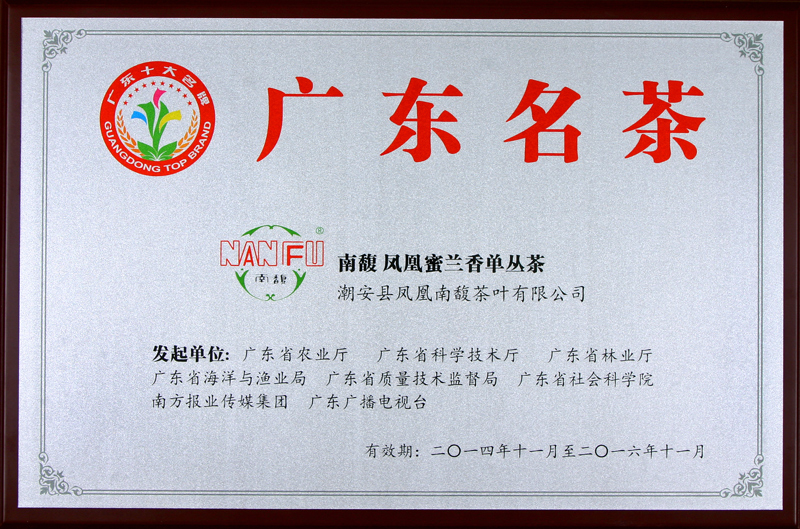 广东十大名牌
GUANGDONG TOP BRAND
广东名茶
NANFU®
南馥
南馥 凤凰蜜兰香单丛茶
潮安县凤凰南馥茶叶有限公司
发起单位：广东省农业厅 广东省科学技术厅 广东省林业厅
广东省海洋与渔业局 广东省质量技术监督局 广东省社会科学院
南方报业传媒集团 广东广播电视台
有效期：二〇一四年十一月至二〇一六年十一月